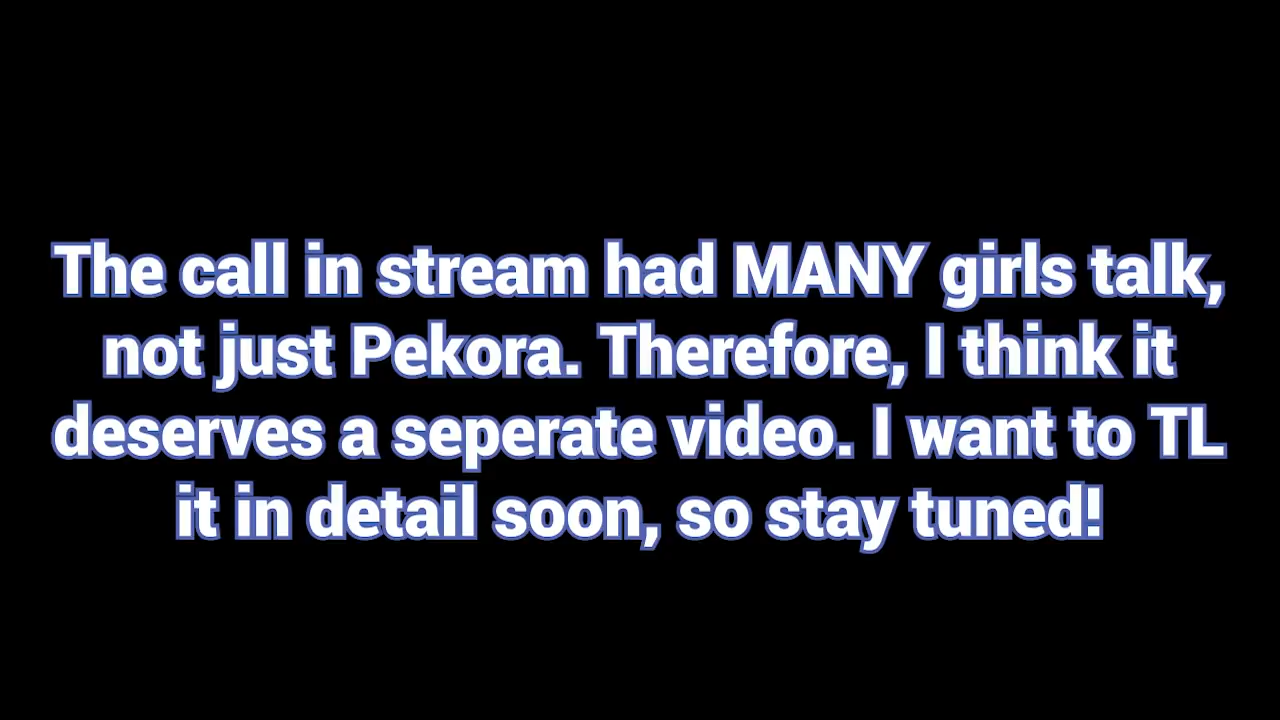 The call in stream had MANY girls talk,
not just Pekora. Therefore, I think it
deserves a seperate video. I want to TL
it in detail soon, so stay tuned!